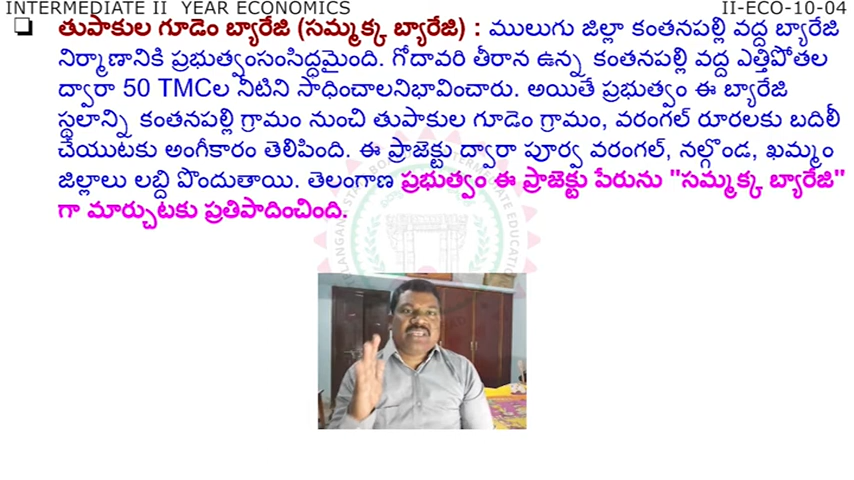 INTERMEDIATE II YEAR ECONOMICS II-ECO-10-04
❑ తుపాకుల గూడెం బ్యారేజి (సమ్మక్క బ్యారేజి) : ములుగు జిల్లా కంతనపల్లి వద్ద బ్యారేజి
నిర్మాణానికి ప్రభుత్వంసంసిద్ధమైంది. గోదావరి తీరాన ఉన్న కంతనపల్లి వద్ద ఎత్తిపోతల
ద్వారా 50 TMCల నీటిని సాధించాలనిభావించారు. అయితే ప్రభుత్వం ఈ బ్యారేజి
స్థలాన్ని కంతనపల్లి గ్రామం నుంచి తుపాకుల గూడెం గ్రామం, వరంగల్ రూరలకు బదిలీ
చేయుటకు అంగీకారం తెలిపింది. ఈ ప్రాజెక్టు ద్వారా పూర్వ వరంగల్, నల్గొండ, ఖమ్మం
జిల్లాలు లబ్ది పొందుతాయి. తెలంగాణ ప్రభుత్వం ఈ ప్రాజెక్టు పేరును "సమ్మక్క బ్యారేజి"
గా మార్చుటకు ప్రతిపాదించింది.